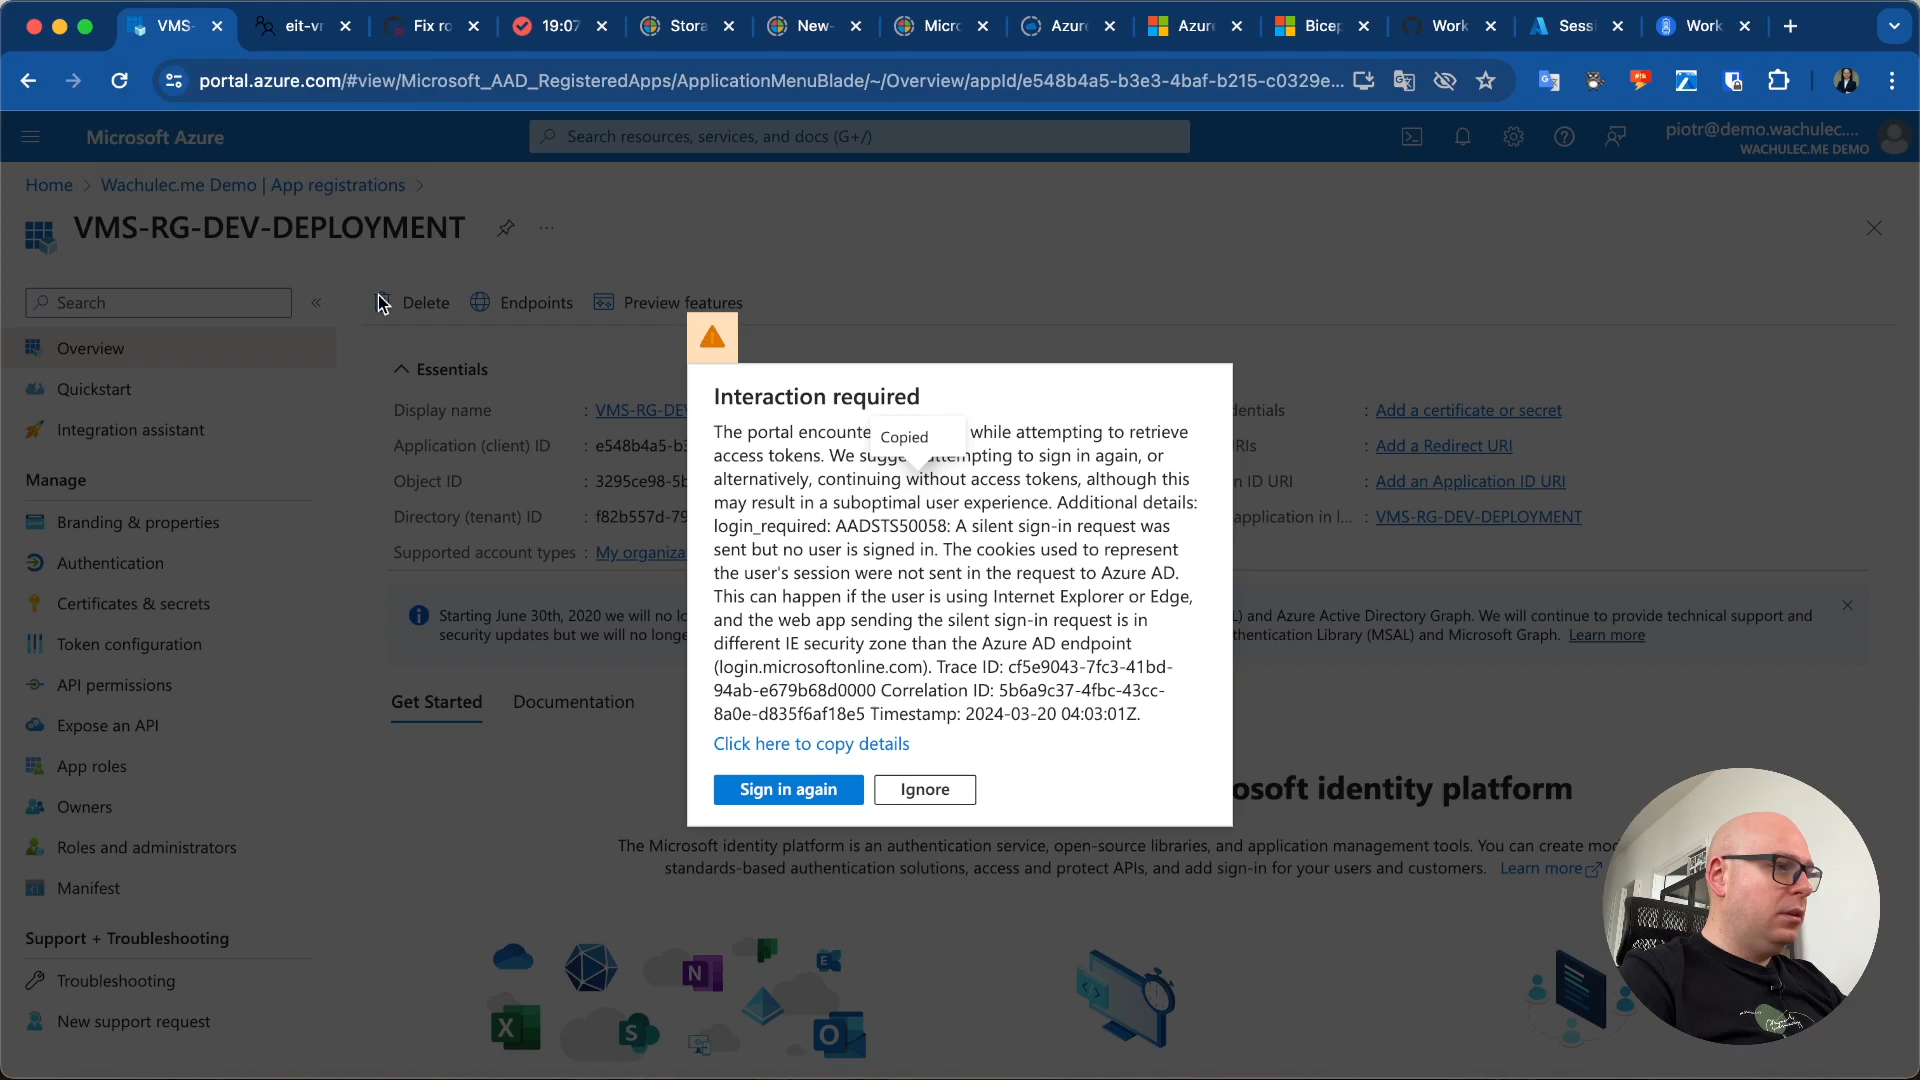 VMS-
eit-vr
Fix ro
19:07
Stora
New-
Micro
Azure
Azure
Bicep
Work
Sessi
Work
portal.azure.com/#view/Microsoft_AAD_RegisteredApps/ApplicationMenuBlade/~/Overview/appId/e548b4a5-b3e3-4baf-b215-c0329e...
Microsoft Azure
Search resources, services, and docs (G+/)
piotr@demo.wachulec....
WACHULEC.ME DEMO
Home > Wachulec.me Demo | App registrations >
VMS-RG-DEV-DEPLOYMENT
Search
Delete
Endpoints
Preview features
Overview
Quickstart
Integration assistant
Manage
Branding & properties
Authentication
Certificates & secrets
Token configuration
API permissions
Expose an API
App roles
Owners
Roles and administrators
Manifest
Support + Troubleshooting
Troubleshooting
New support request
Essentials
Display name : VMS-RG-DEV
Application (client) ID : e548b4a5-b3
Object ID : 3295ce98-5b
Directory (tenant) ID : f82b557d-79
Supported account types : My organiza
dentials : Add a certificate or secret
RIs : Add a Redirect URI
n ID URI : Add an Application ID URI
application in l... : VMS-RG-DEV-DEPLOYMENT
Starting June 30th, 2020 we will no lo
L) and Azure Active Directory Graph. We will continue to provide technical support and
security updates but we will no longe
thentication Library (MSAL) and Microsoft Graph. Learn more
Get Started
Documentation
Interaction required
The portal encounte while attempting to retrieve
access tokens. We sugge attempting to sign in again, or
alternatively, continuing without access tokens, although this
may result in a suboptimal user experience. Additional details:
login_required: AADSTS50058: A silent sign-in request was
sent but no user is signed in. The cookies used to represent
the user's session were not sent in the request to Azure AD.
This can happen if the user is using Internet Explorer or Edge,
and the web app sending the silent sign-in request is in
different IE security zone than the Azure AD endpoint
(login.microsoftonline.com). Trace ID: cf5e9043-7fc3-41bd-
94ab-e679b68d0000 Correlation ID: 5b6a9c37-4fbc-43cc-
8a0e-d835f6af18e5 Timestamp: 2024-03-20 04:03:01Z.
Copied
Click here to copy details
Sign in again
Ignore
osoft identity platform
The Microsoft identity platform is an authentication service, open-source libraries, and application management tools. You can create mod
standards-based authentication solutions, access and protect APIs, and add sign-in for your users and customers. Learn more